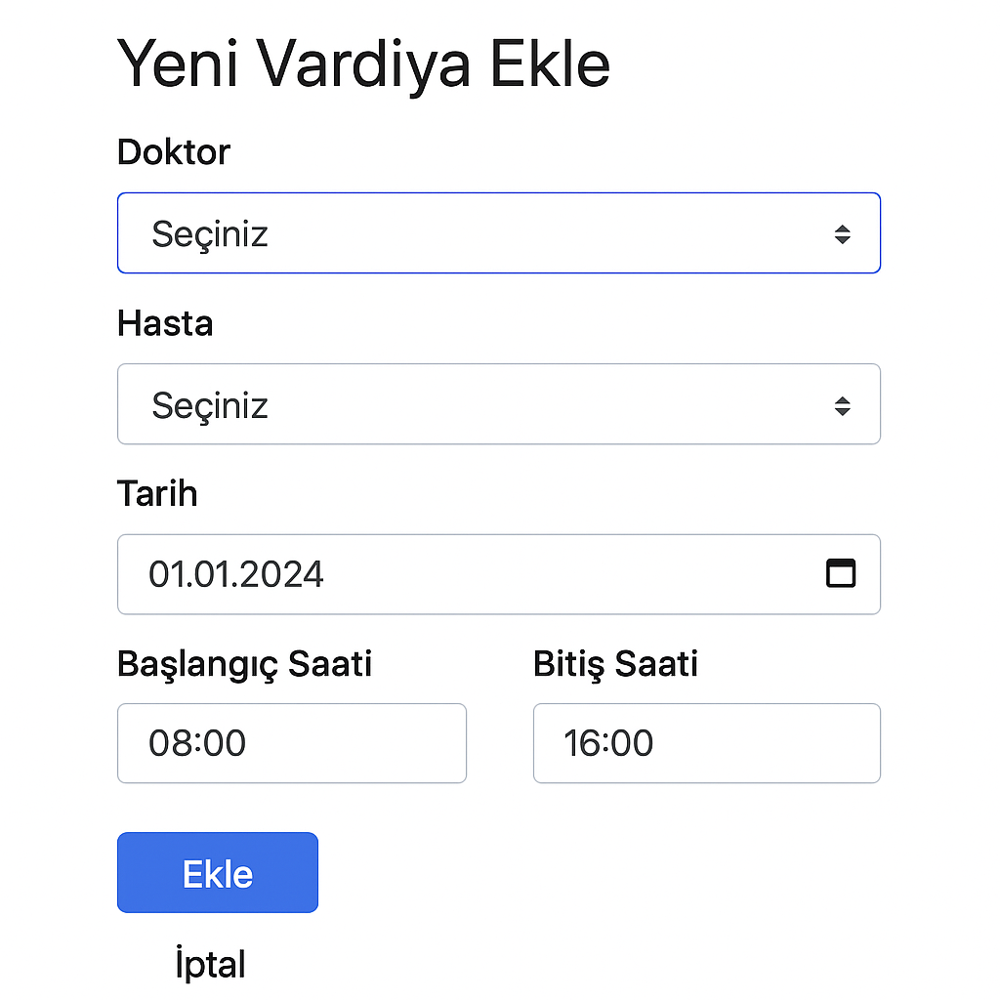 Yeni Vardiya Ekle
Doktor
Seçiniz
Hasta
Seçiniz
Tarih
01.01.2024
Başlangıç Saati
Bitiş Saati
08:00
16:00
Ekle
İptal